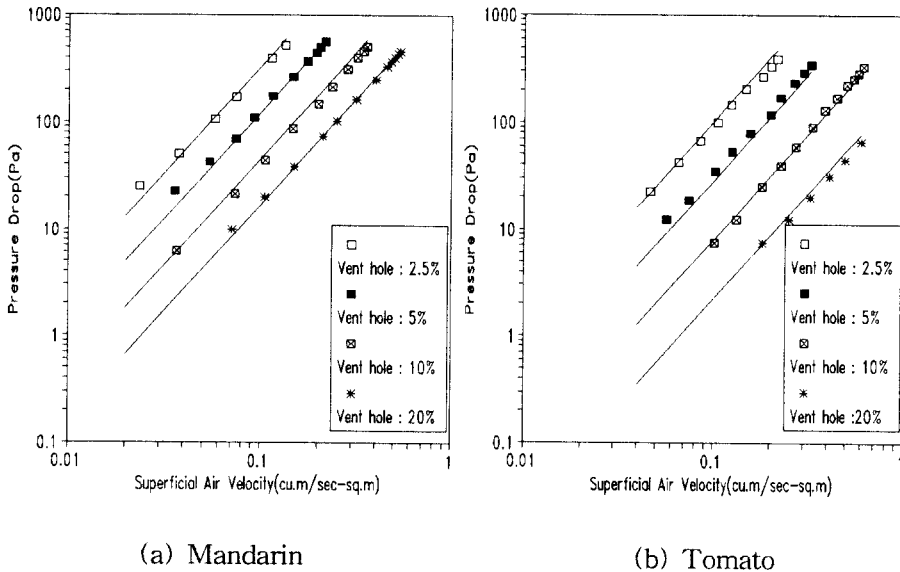 1000
100
10
1
0.1
Pressure Drop(Pa)
0.01
0.1
1
Superficial Air Velocity(cu.m/sec-sq.m)
Vent hole : 2.5%
Vent hole : 5%
Vent hole : 10%
Vent hole : 20%
(a) Mandarin
1000
100
10
1
0.1
Pressure Drop(Pa)
0.01
0.1
1
Superficial Air Velocity(cu.m/sec-sq.m)
Vent hole : 2.5%
Vent hole : 5%
Vent hole : 10%
Vent hole :20%
(b) Tomato